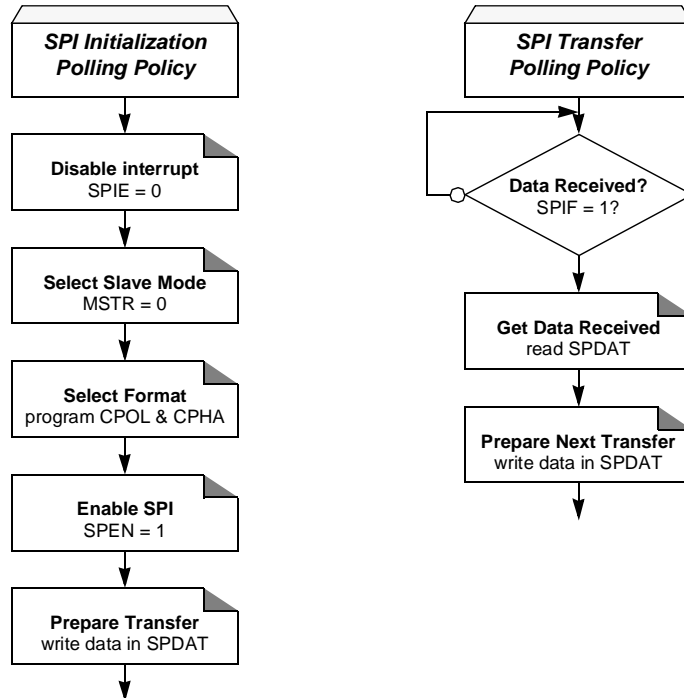 SPI Initialization
Polling Policy
Disable interrupt
SPIE = 0
Select Slave Mode
MSTR = 0
Select Format
program CPOL & CPHA
Enable SPI
SPEN = 1
Prepare Transfer
write data in SPDAT
SPI Transfer
Polling Policy
Data Received?
SPIF = 1?
Get Data Received
read SPDAT
Prepare Next Transfer
write data in SPDAT